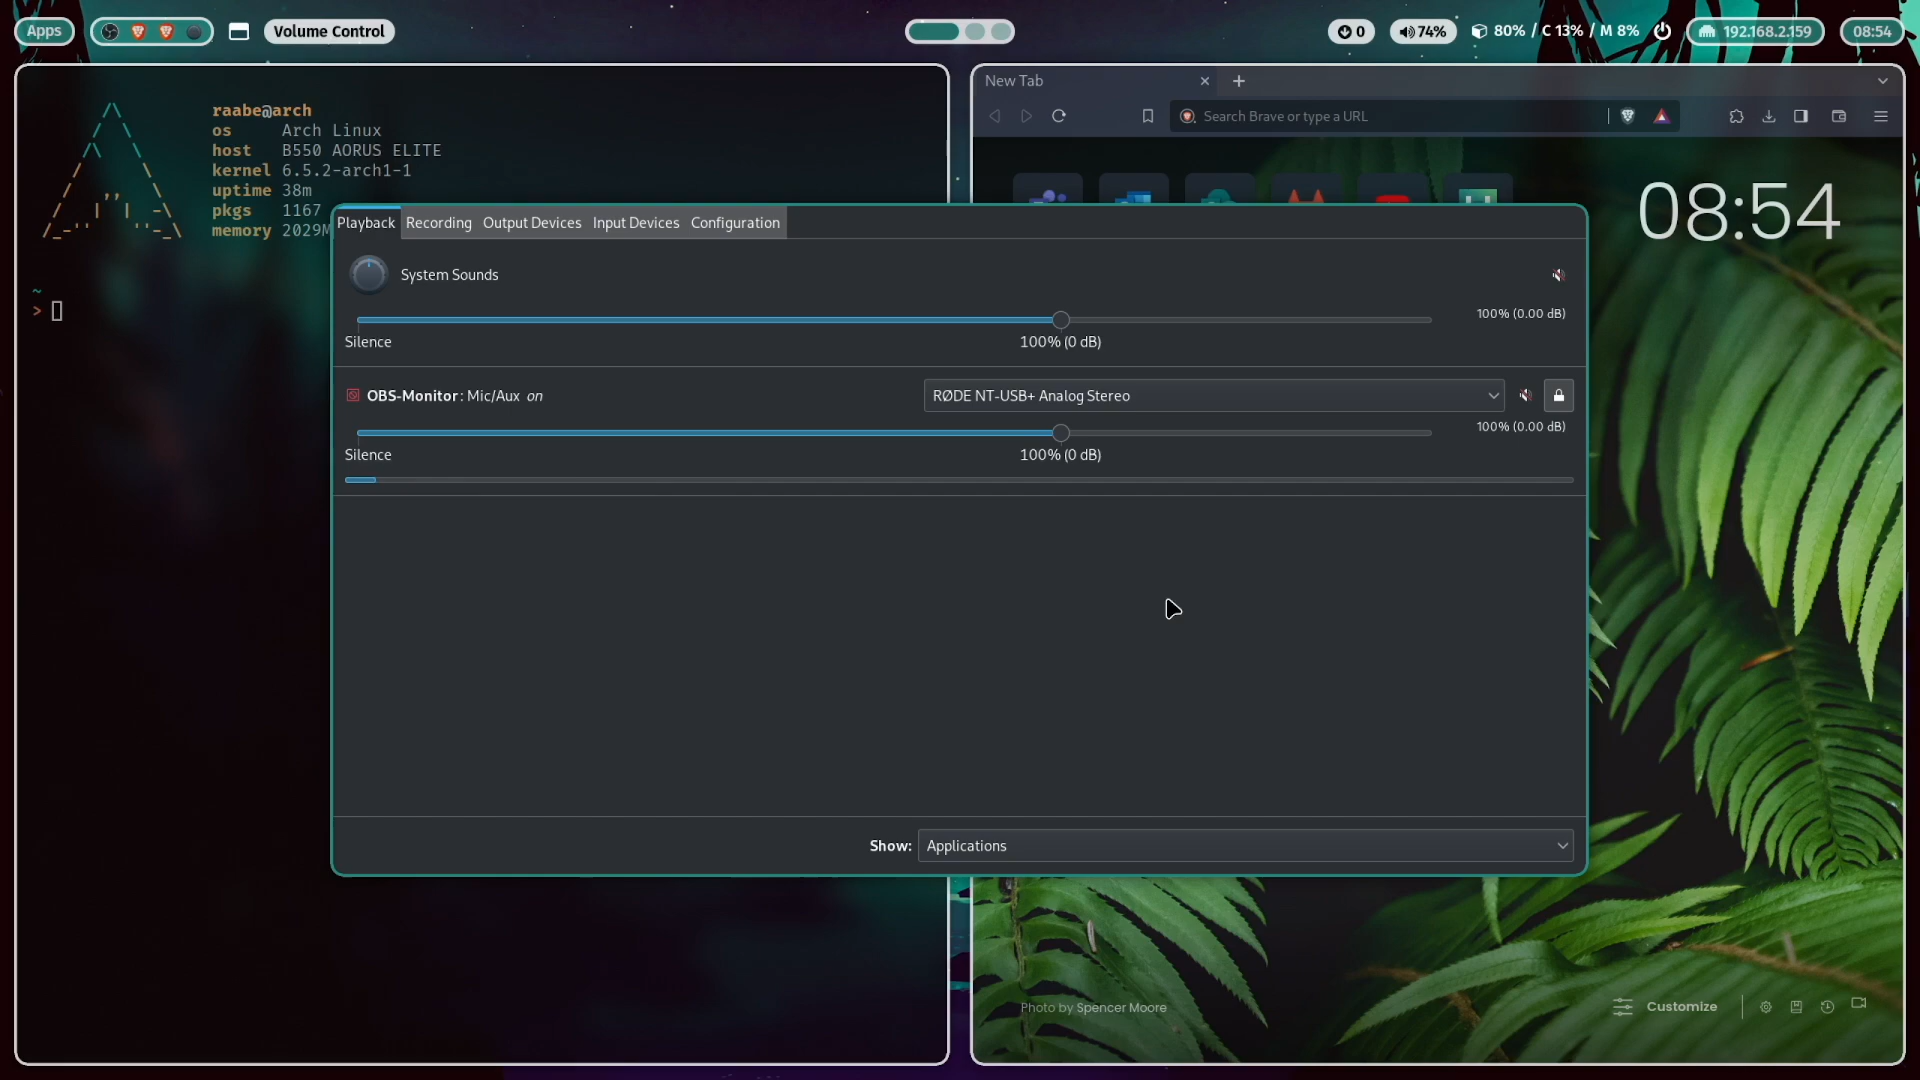 Apps
Volume Control
0
74%
80% / C 13% / M 8%
192.168.2.159
08:54
raabe@arch
os Arch Linux
host B550 AORUS ELITE
kernel 6.5.2-arch1-1
uptime 38m
pkgs 1167
memory 2029M
~
>
New Tab
Search Brave or type a URL
08:54
Playback Recording Output Devices Input Devices Configuration
System Sounds
100% (0.00 dB)
Silence 100% (0 dB)
OBS-Monitor: Mic/Aux on
RØDE NT-USB+ Analog Stereo
100% (0.00 dB)
Silence 100% (0 dB)
Show: Applications
Photo by Spencer Moore
Customize